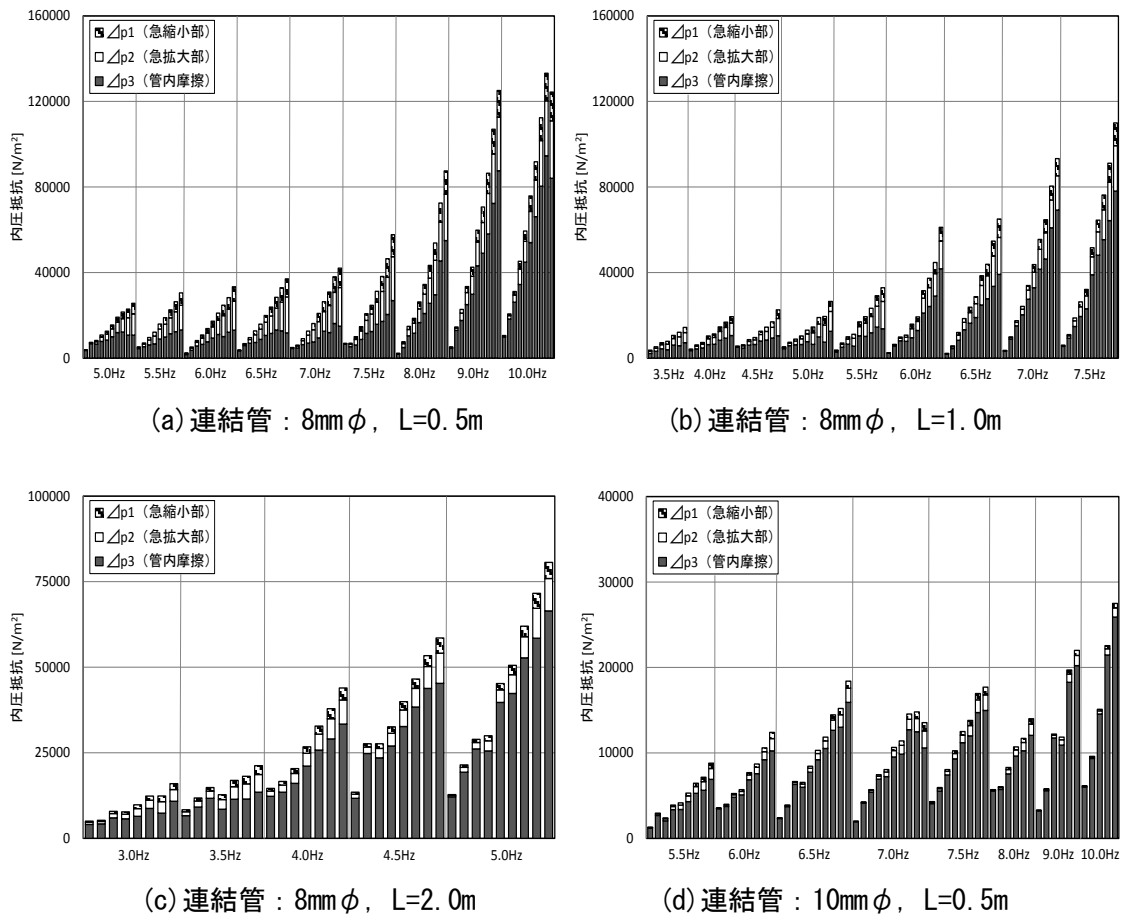 160000
120000
80000
40000
0
内圧抵抗 [N/m²]
⊿p1（急縮小部）
⊿p2（急拡大部）
⊿p3（管内摩擦）
5.0Hz 5.5Hz 6.0Hz 6.5Hz 7.0Hz 7.5Hz 8.0Hz 9.0Hz 10.0Hz
(a)連結管：8mmφ, L=0.5m
160000
120000
80000
40000
0
内圧抵抗 [N/m²]
⊿p1（急縮小部）
⊿p2（急拡大部）
⊿p3（管内摩擦）
3.5Hz 4.0Hz 4.5Hz 5.0Hz 5.5Hz 6.0Hz 6.5Hz 7.0Hz 7.5Hz
(b)連結管：8mmφ, L=1.0m
100000
75000
50000
25000
0
内圧抵抗 [N/m²]
⊿p1（急縮小部）
⊿p2（急拡大部）
⊿p3（管内摩擦）
3.0Hz 3.5Hz 4.0Hz 4.5Hz 5.0Hz
(c)連結管：8mmφ, L=2.0m
40000
30000
20000
10000
0
内圧抵抗 [N/m²]
⊿p1（急縮小部）
⊿p2（急拡大部）
⊿p3（管内摩擦）
5.5Hz 6.0Hz 6.5Hz 7.0Hz 7.5Hz 8.0Hz 9.0Hz 10.0Hz
(d)連結管：10mmφ, L=0.5m